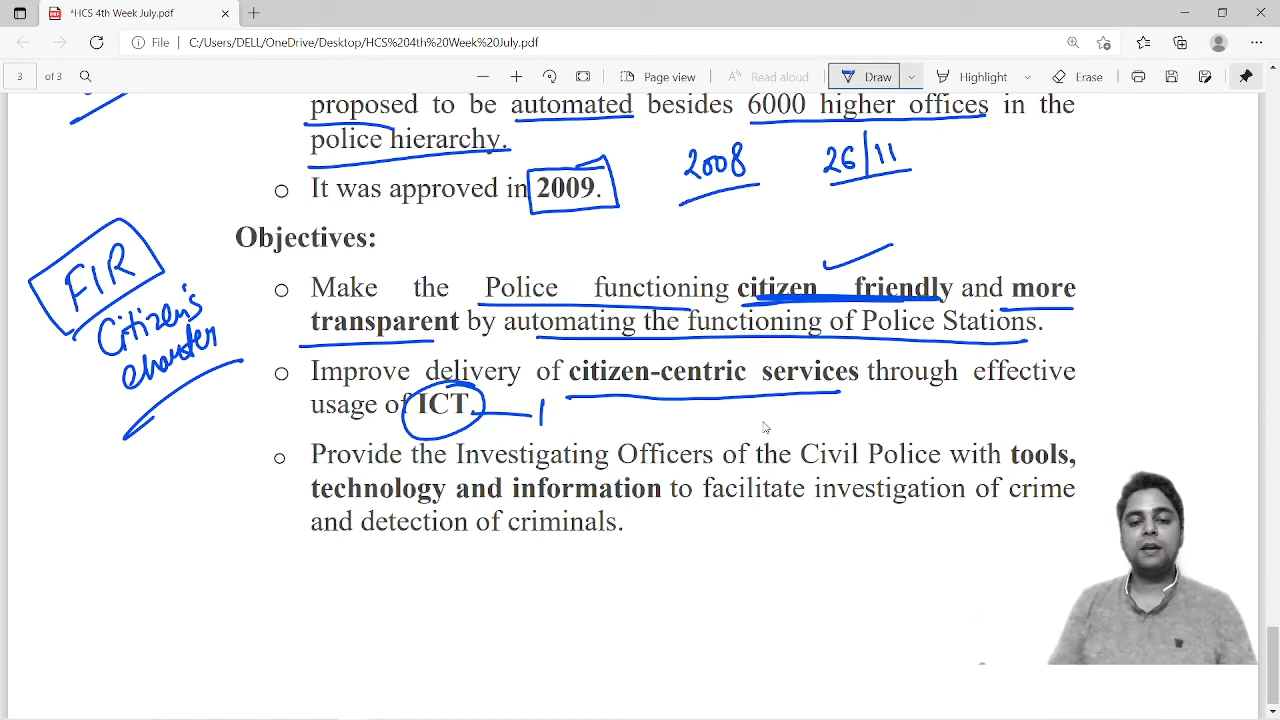 *HCS 4th Week July.pdf
File C:/Users/DELL/OneDrive/Desktop/HCS%204th%20Week%20July.pdf
3 of 3 Page view Read aloud Draw Highlight Erase
proposed to be automated besides 6000 higher offices in the
police hierarchy.
2008 26/11
o It was approved in 2009.
Objectives:
FIR
Citizen's
charter
o Make the Police functioning citizen friendly and more
transparent by automating the functioning of Police Stations.
o Improve delivery of citizen-centric services through effective
usage of ICT
o Provide the Investigating Officers of the Civil Police with tools,
technology and information to facilitate investigation of crime
and detection of criminals.